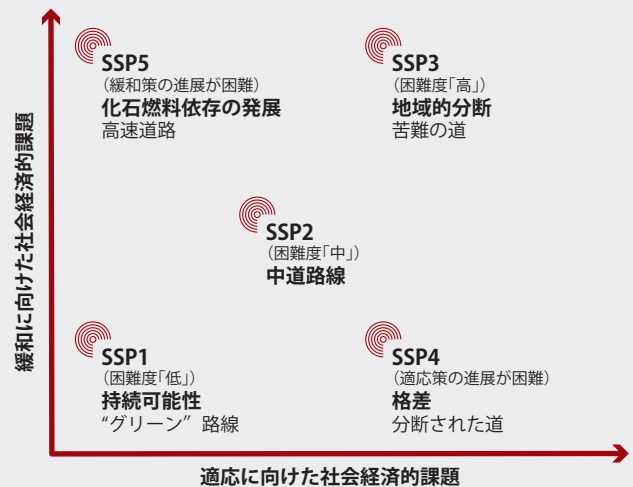 緩和に向けた社会経済的課題
SSP5
（緩和策の進展が困難）
化石燃料依存の発展
高速道路
SSP3
（困難度「高」）
地域的分断
苦難の道
SSP2
（困難度「中」）
中道路線
SSP1
（困難度「低」）
持続可能性
“グリーン” 路線
SSP4
（適応策の進展が困難）
格差
分断された道
適応に向けた社会経済的課題